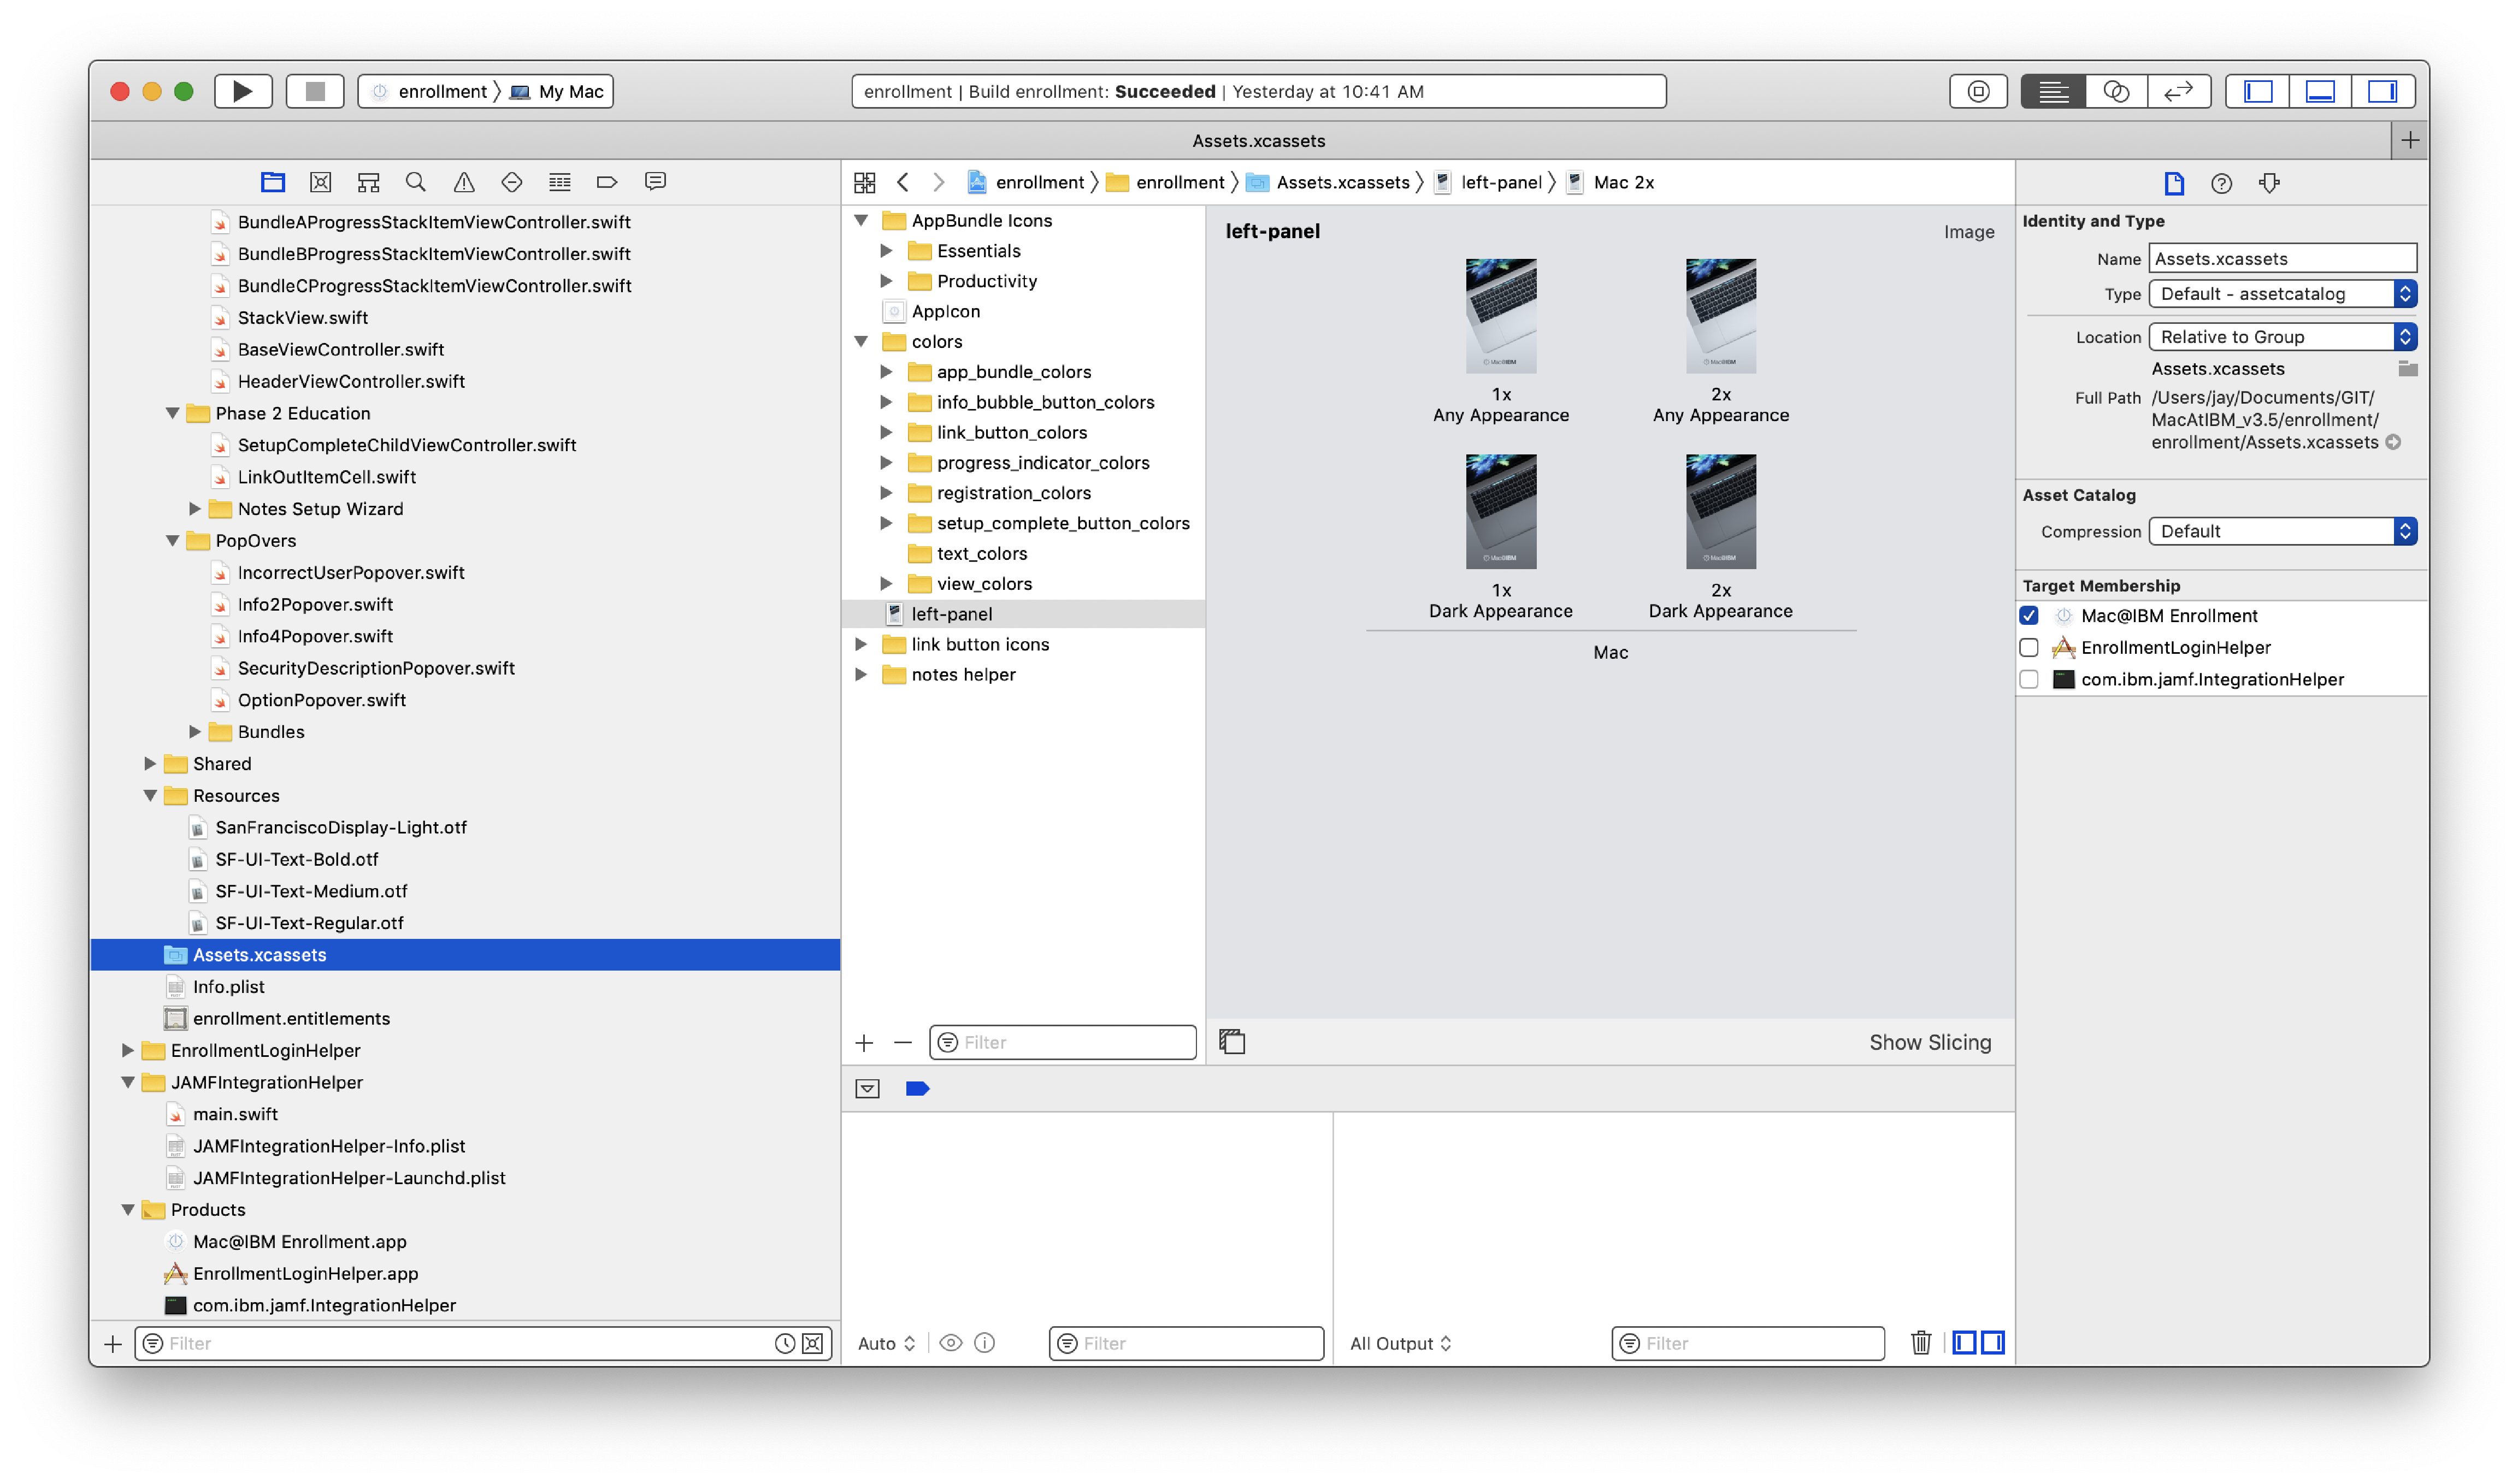 enrollment My Mac
enrollment | Build enrollment: Succeeded | Yesterday at 10:41 AM
Assets.xcassets
BundleAProgressStackItemViewController.swift
BundleBProgressStackItemViewController.swift
BundleCProgressStackItemViewController.swift
StackView.swift
BaseViewController.swift
HeaderViewController.swift
Phase 2 Education
SetupCompleteChildViewController.swift
LinkOutItemCell.swift
Notes Setup Wizard
PopOvers
IncorrectUserPopover.swift
Info2Popover.swift
Info4Popover.swift
SecurityDescriptionPopover.swift
OptionPopover.swift
Bundles
Shared
Resources
SanFranciscoDisplay-Light.otf
SF-UI-Text-Bold.otf
SF-UI-Text-Medium.otf
SF-UI-Text-Regular.otf
Assets.xcassets
Info.plist
enrollment.entitlements
EnrollmentLoginHelper
JAMFIntegrationHelper
main.swift
JAMFIntegrationHelper-Info.plist
JAMFIntegrationHelper-Launchd.plist
Products
Mac@IBM Enrollment.app
EnrollmentLoginHelper.app
com.ibm.jamf.IntegrationHelper
Filter
enrollment enrollment Assets.xcassets left-panel Mac 2x
AppBundle Icons
Essentials
Productivity
AppIcon
colors
app_bundle_colors
info_bubble_button_colors
link_button_colors
progress_indicator_colors
registration_colors
setup_complete_button_colors
text_colors
view_colors
left-panel
link button icons
notes helper
Filter
left-panel Image
Mac@IBM Mac@IBM
1x 2x
Any Appearance Any Appearance
Mac@IBM Mac@IBM
1x 2x
Dark Appearance Dark Appearance
Mac
Show Slicing
Auto Filter
All Output Filter
Identity and Type
Name Assets.xcassets
Type Default - assetcatalog
Location Relative to Group
Assets.xcassets
Full Path /Users/jay/Documents/GIT/
MacAtIBM_v3.5/enrollment/
enrollment/Assets.xcassets
Asset Catalog
Compression Default
Target Membership
Mac@IBM Enrollment
EnrollmentLoginHelper
com.ibm.jamf.IntegrationHelper